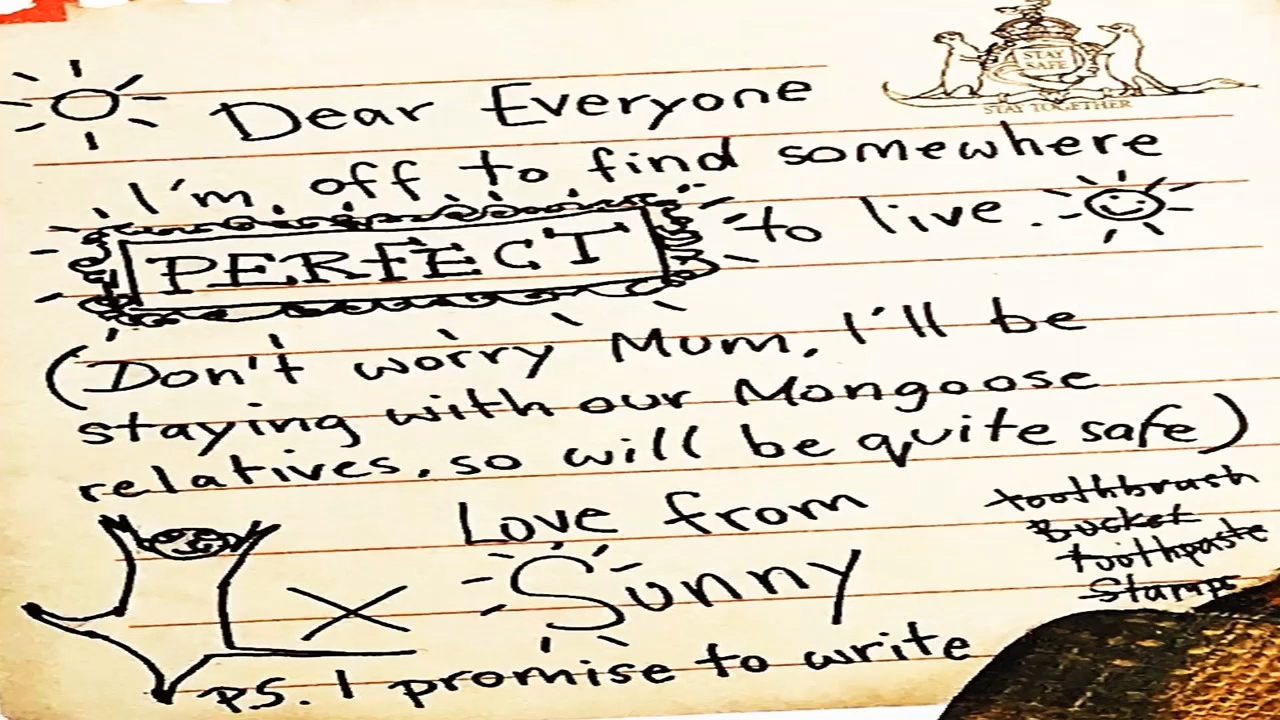 STAY
SAFE
STAY TOGETHER
Dear Everyone
I'm off to find somewhere
PERFECT to live.
(Don't worry Mum, I'll be
staying with our Mongoose
relatives, so will be quite safe)
Love from
x Sunny
P.S. I promise to write
toothbrush
Bucket
toothpaste
Stamps